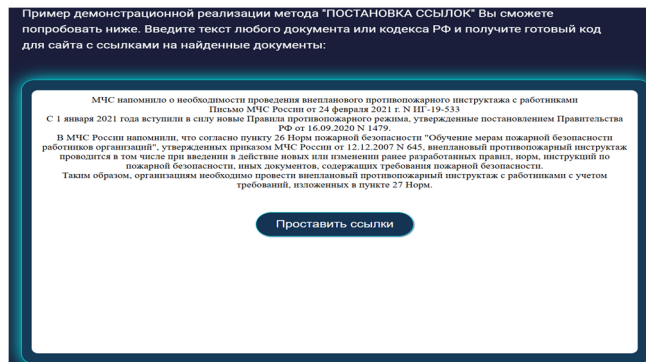 Пример демонстрационной реализации метода "ПОСТАНОВКА ССЫЛОК" Вы сможете
попробовать ниже. Введите текст любого документа или кодекса РФ и получите готовый код
для сайта с ссылками на найденные документы:
МЧС напомнило о необходимости проведения внепланового противопожарного инструктажа с работниками
Письмо МЧС России от 24 февраля 2021 г. N ИГ-19-533
С 1 января 2021 года вступили в силу новые Правила противопожарного режима, утвержденные постановлением Правительства
РФ от 16.09.2020 N 1479.
В МЧС России напомнили, что согласно пункту 26 Норм пожарной безопасности "Обучение мерам пожарной безопасности
работников организаций", утвержденных приказом МЧС России от 12.12.2007 N 645, внеплановый противопожарный инструктаж
проводится в том числе при введении в действие новых или изменении ранее разработанных правил, норм, инструкций по
пожарной безопасности, иных документов, содержащих требования пожарной безопасности.
Таким образом, организациям необходимо провести внеплановый противопожарный инструктаж с работниками с учетом
требований, изложенных в пункте 27 Норм.
Проставить ссылки